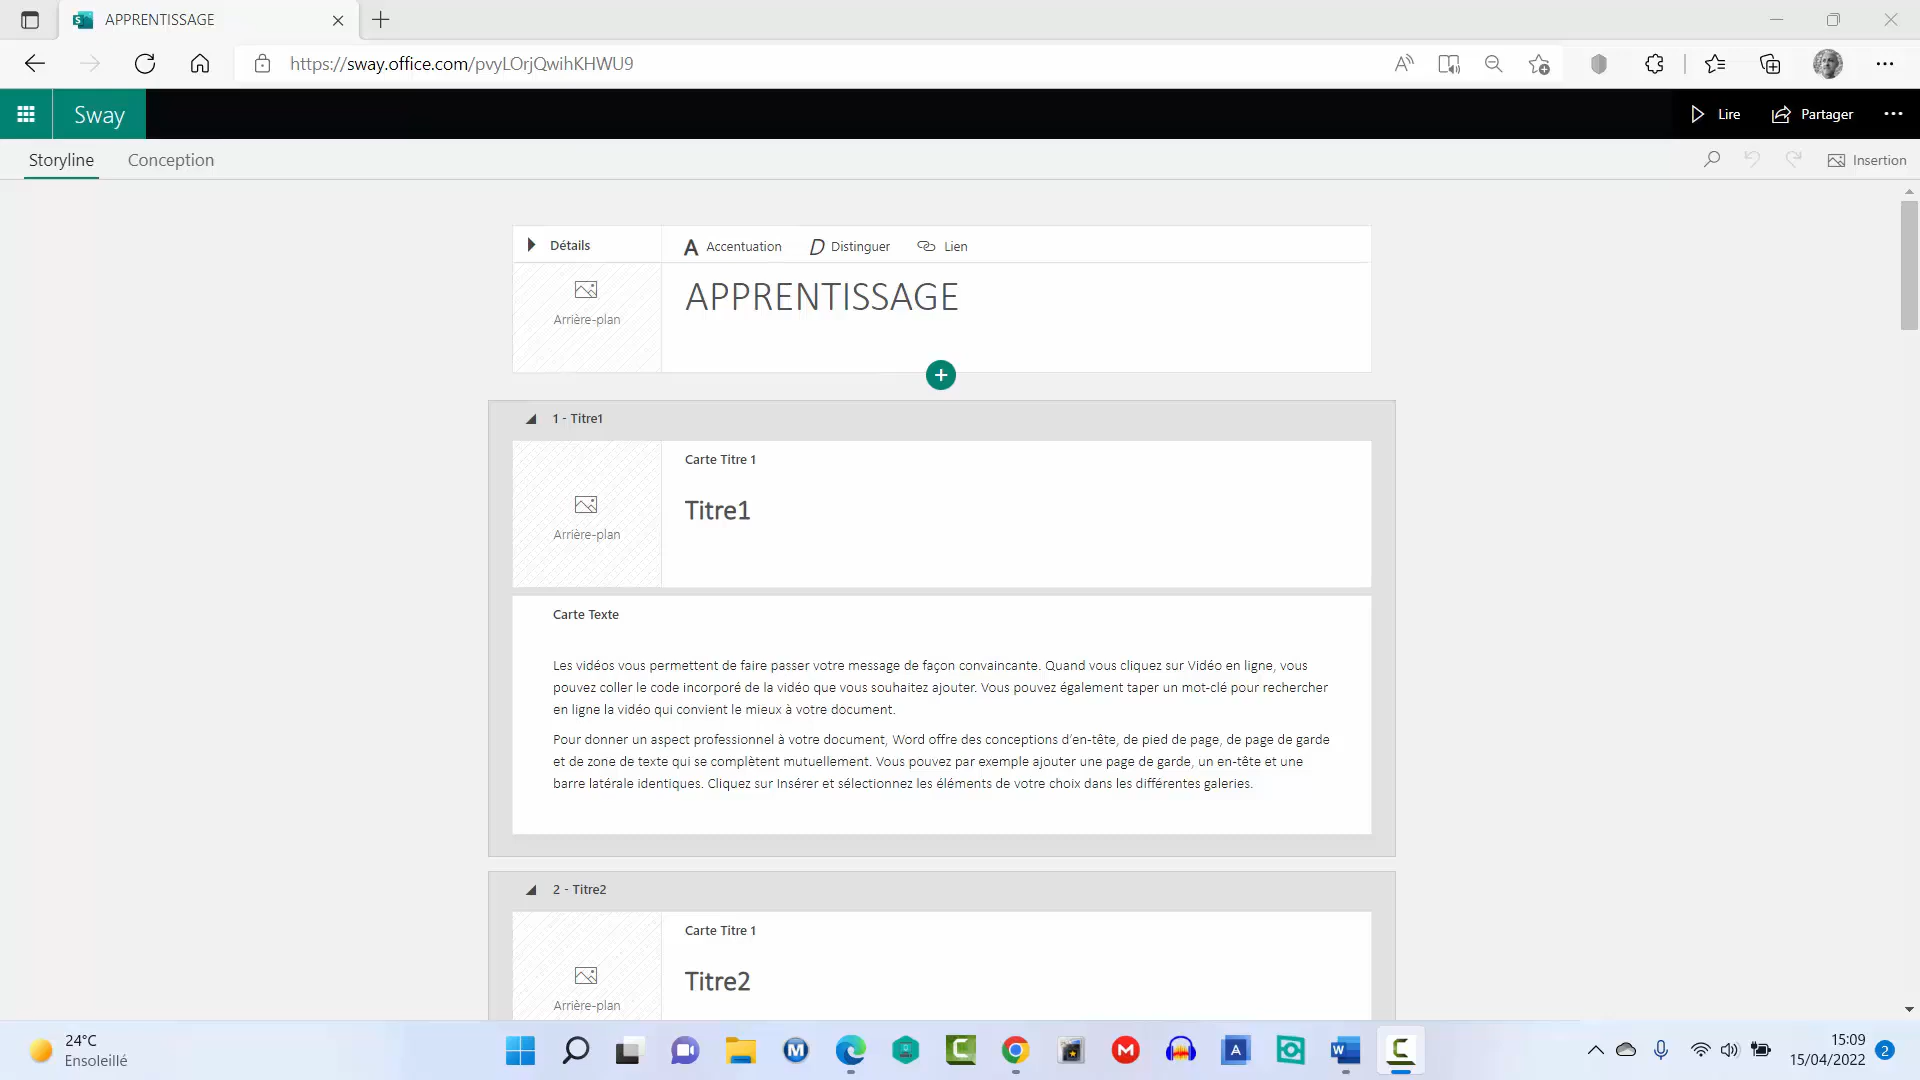 APPRENTISSAGE
https://sway.office.com/pvyLOrjQwihKHWU9
Sway
Lire
Partager
Storyline
Conception
Insertion
Détails
A Accentuation
D Distinguer
Lien
Arrière-plan
APPRENTISSAGE
1 - Titre1
Carte Titre 1
Arrière-plan
Titre1
Carte Texte
Les vidéos vous permettent de faire passer votre message de façon convaincante. Quand vous cliquez sur Vidéo en ligne, vous
pouvez coller le code incorporé de la vidéo que vous souhaitez ajouter. Vous pouvez également taper un mot-clé pour rechercher
en ligne la vidéo qui convient le mieux à votre document.
Pour donner un aspect professionnel à votre document, Word offre des conceptions d’en-tête, de pied de page, de page de garde
et de zone de texte qui se complètent mutuellement. Vous pouvez par exemple ajouter une page de garde, un en-tête et une
barre latérale identiques. Cliquez sur Insérer et sélectionnez les éléments de votre choix dans les différentes galeries.
2 - Titre2
Carte Titre 1
Titre2
Arrière-plan
24°C
Ensoleillé
15:09
15/04/2022
2